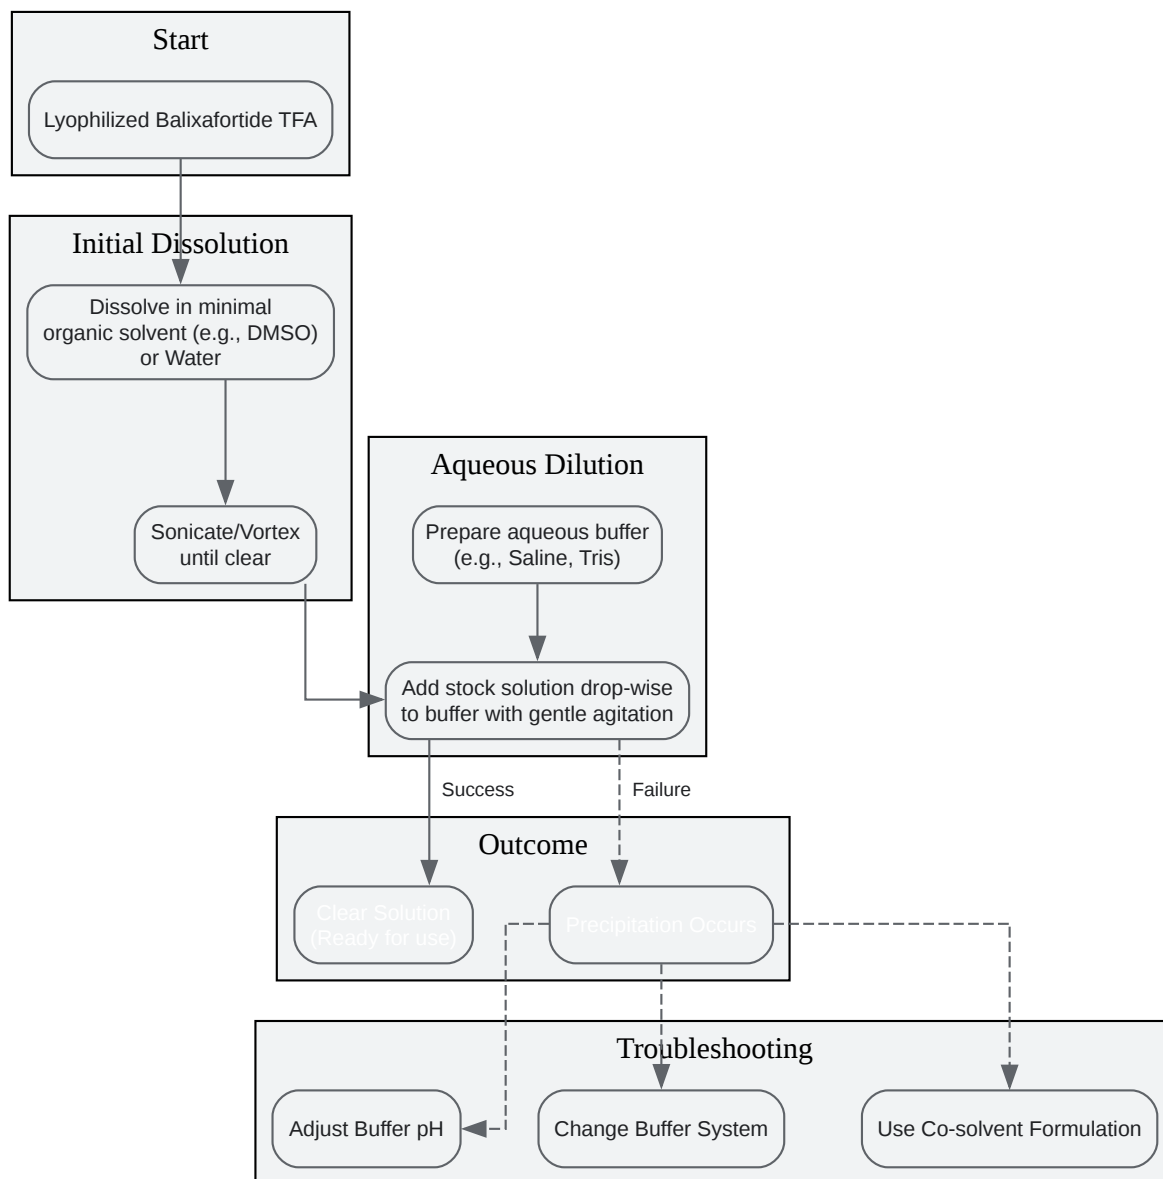 Start
Lyophilized Balixafortide TFA
Initial Dissolution
Dissolve in minimal
organic solvent (e.g., DMSO)
or Water
Sonicate/Vortex
until clear
Aqueous Dilution
Prepare aqueous buffer
(e.g., Saline, Tris)
Add stock solution drop-wise
to buffer with gentle agitation
Success
Failure
Outcome
Clear Solution
(Ready for use)
Precipitation Occurs
Troubleshooting
Adjust Buffer pH
Change Buffer System
Use Co-solvent Formulation